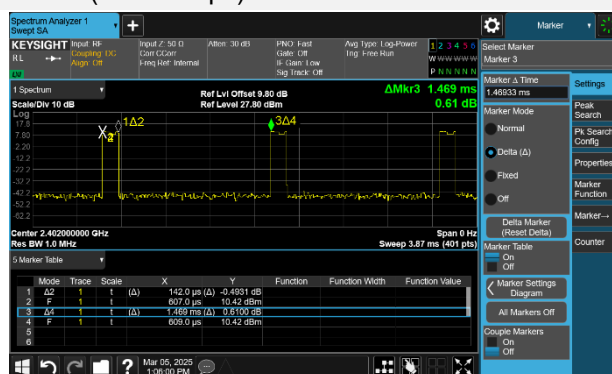 Spectrum Analyzer 1
Swept SA
Marker
KEYSIGHT
RL
Input: RF
Coupling: DC
Align: Off
Input Z: 50 Ω
Corr CCorr
Freq Ref: Internal
Atten: 30 dB
PNO: Fast
Gate: Off
IF Gain: Low
Sig Track: Off
Avg Type: Log-Power
Trig: Free Run
1 2 3 4 5 6
W W W W W W
P N N N N N
Select Marker
Marker 3
LW
1 Spectrum
Scale/Div 10 dB
Ref Lvl Offset 9.80 dB
Ref Level 27.80 dBm
ΔMkr3 1.469 ms
0.61 dB
Log
17.8
7.80
-2.20
-12.2
-22.2
-32.2
-42.2
-52.2
-62.2
X2
1Δ2
3Δ4
Center 2.402000000 GHz
Res BW 1.0 MHz
Span 0 Hz
Sweep 3.87 ms (401 pts)
5 Marker Table
Mode Trace Scale X Y Function Function Width Function Value
1 Δ2 1 t (Δ) 142.0 µs (Δ) -0.4931 dB
2 F 1 t 607.0 µs 10.42 dBm
3 Δ4 1 t (Δ) 1.469 ms (Δ) 0.6100 dB
4 F 1 t 609.0 µs 10.42 dBm
5
6
Marker Δ Time
1.46933 ms
Marker Mode
Normal
Delta (Δ)
Fixed
Off
Delta Marker
(Reset Delta)
Marker Table
On
Off
Marker Settings
Diagram
All Markers Off
Couple Markers
On
Off
Settings
Peak
Search
Pk Search
Config
Properties
Marker
Function
Marker→
Counter
Mar 05, 2025
1:06:00 PM